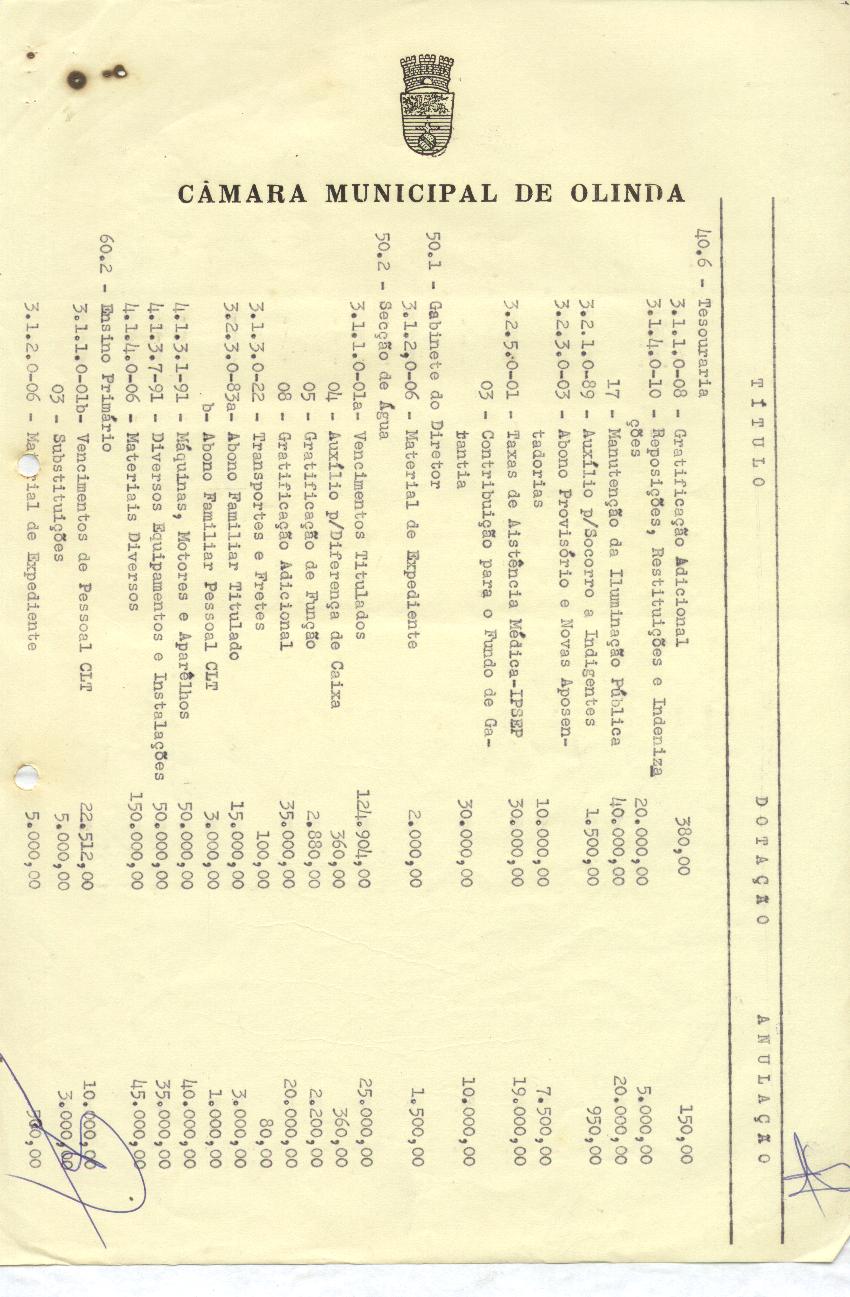 CÂMARA MUNICIPAL DE OLINDA
TÍTULO DOTAÇÃO ANULAÇÃO
40.6 - Tesouraria
3.1.1.0-08 - Gratificação Adicional 380,00 150,00
3.1.4.0-10 - Reposições, Restituições e Indeniza
ções 20.000,00 5.000,00
17 - Manutenção da Iluminação Pública 40.000,00 20.000,00
3.2.1.0-89 - Auxílio p/Socorro a Indigentes 1.500,00 950,00
3.2.3.0-03 - Abono Provisório e Novas Aposen-
tadorias 10.000,00 7.500,00
3.2.5.0-01 - Taxas de Aistência Médica-IPSEP 30.000,00 19.000,00
03 - Contribuição para o Fundo de Ga-
tantia 30.000,00 10.000,00
50.1 - Gabinete do Diretor
3.1.2,0-06 - Material de Expediente 2.000,00 1.500,00
50.2 - Secção de Água
3.1.1.0-01a- Vencimentos Titulados 124.904,00 25.000,00
04 - Auxílio p/Diferença de Caixa 360,00 360,00
05 - Gratificação de Função 2.880,00 2.200,00
08 - Gratificação Adicional 35.000,00 20.000,00
3.1.3.0-22 - Transportes e Fretes 100,00 80,00
3.2.3.0-83a- Abono Familiar Titulado 15.000,00 3.000,00
b- Abono Familiar Pessoal CLT 3.000,00 1.000,00
4.1.3.1-91 - Máquinas, Motores e Aparêlhos 50.000,00 40.000,00
4.1.3.7-91 - Diversos Equipamentos e Instalações 50.000,00 35.000,00
4.1.4.0-06 - Materiais Diversos 150.000,00 45.000,00
60.2 - Ensino Primário
3.1.1.0-01b- Vencimentos de Pessoal CLT 22.512,00 10.000,00
03 - Substituições 5.000,00 3.000,00
3.1.2.0-06 - Material de Expediente 5.000,00 500,00